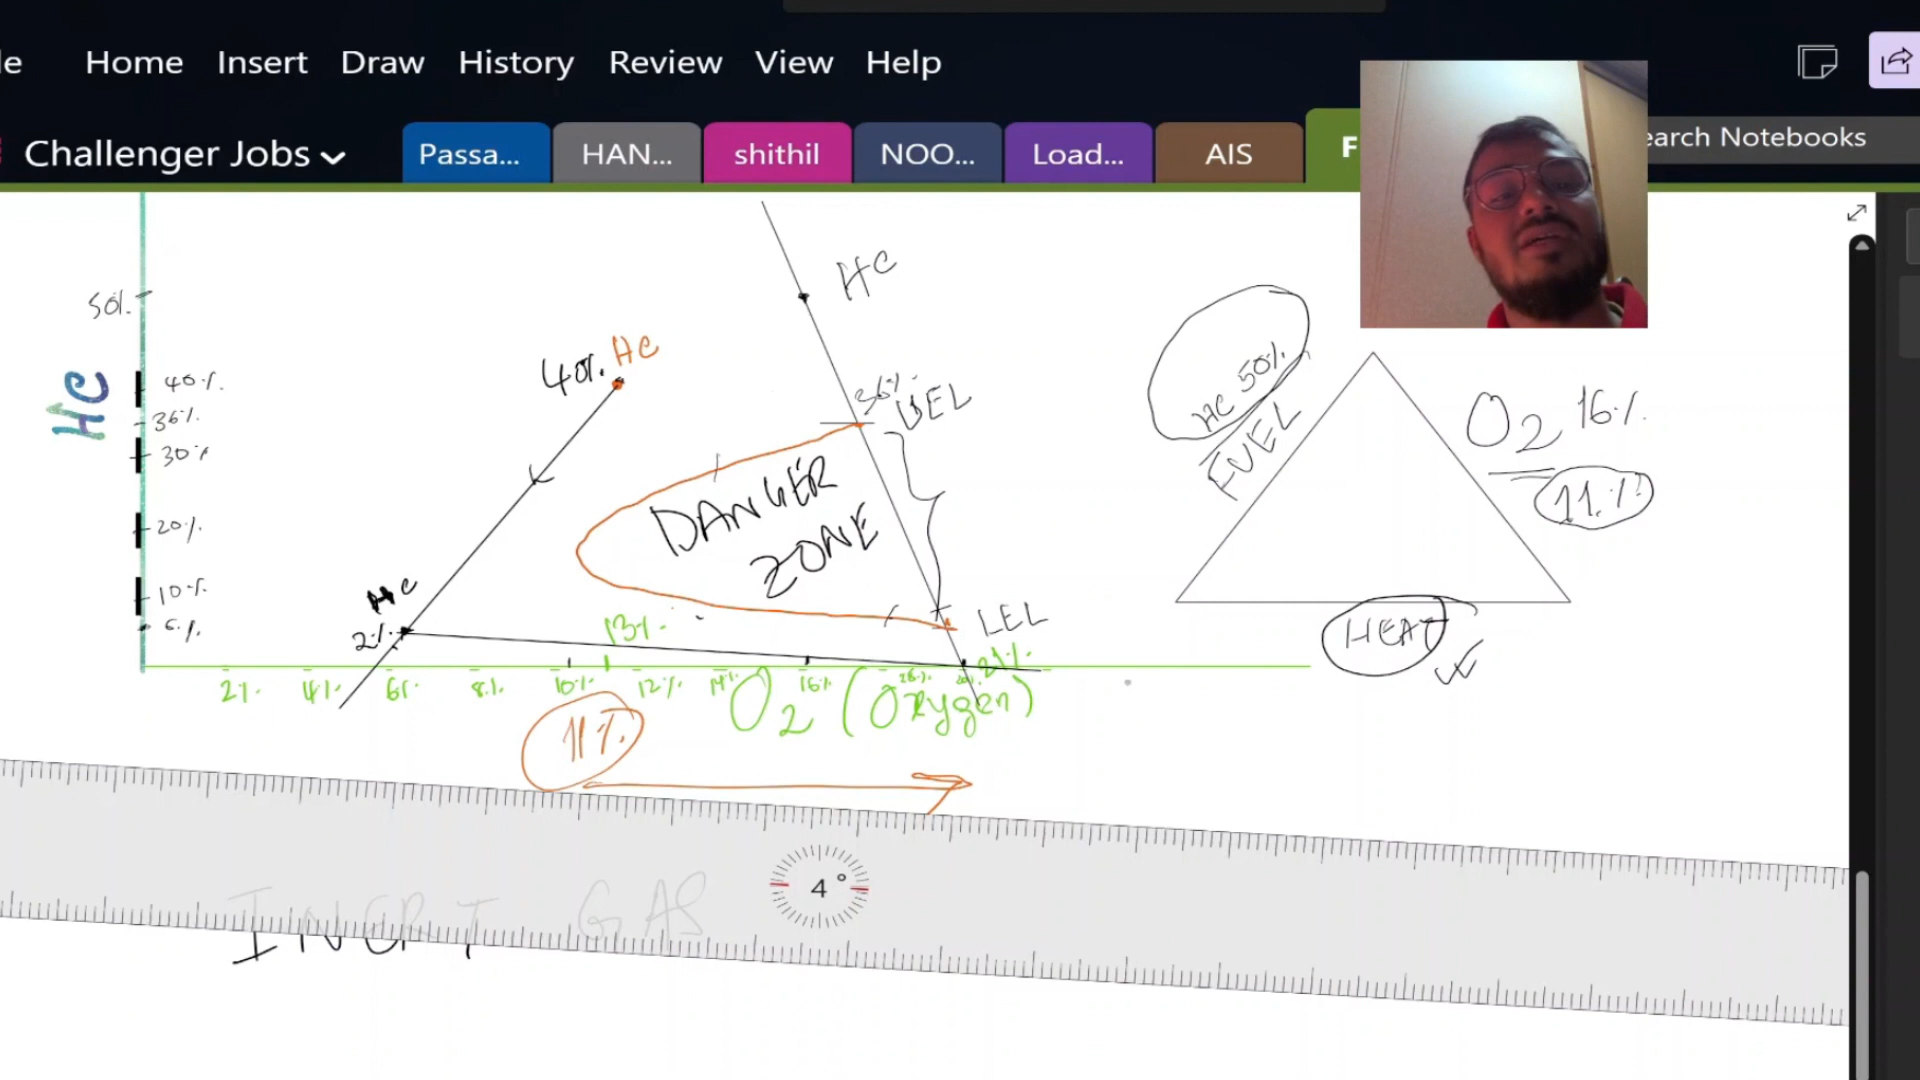 le Home Insert Draw History Review View Help
Challenger Jobs Passa... HAN... shithil NOO... Load... AIS F earch Notebooks
HC
50%.
40%.
36%.
30%
20%.
10%.
6%.
40%. HC
HC
2%.
HC
36%.
UEL
DANGER
ZONE
LEL
13%.
21%.
2%. 4%. 6%. 8%. 10%. 12%. 14%. 16%.
O2 (Oxygen)
11%.
HC 50%.
FUEL
O2 16%.
HEAT
4°
INERT GAS